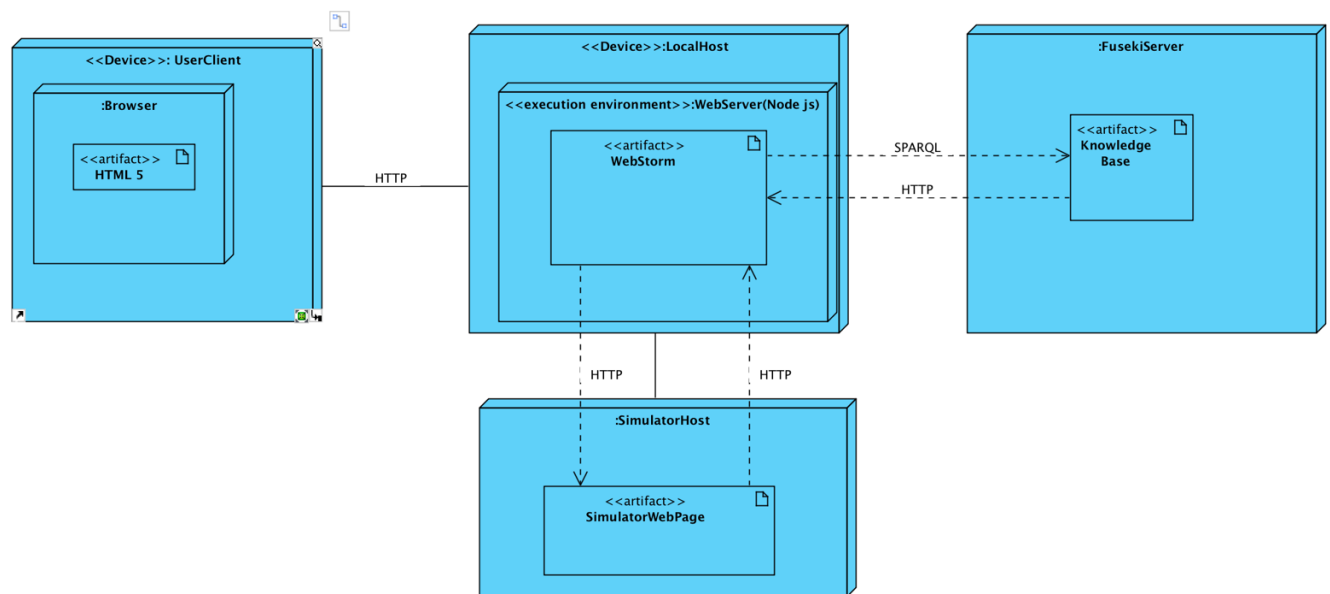 <<Device>>: UserClient
:Browser
<<artifact>>
HTML 5
HTTP
<<Device>>:LocalHost
<<execution environment>>:WebServer(Node js)
<<artifact>>
WebStorm
SPARQL
HTTP
:FusekiServer
<<artifact>>
Knowledge
Base
HTTP
HTTP
:SimulatorHost
<<artifact>>
SimulatorWebPage